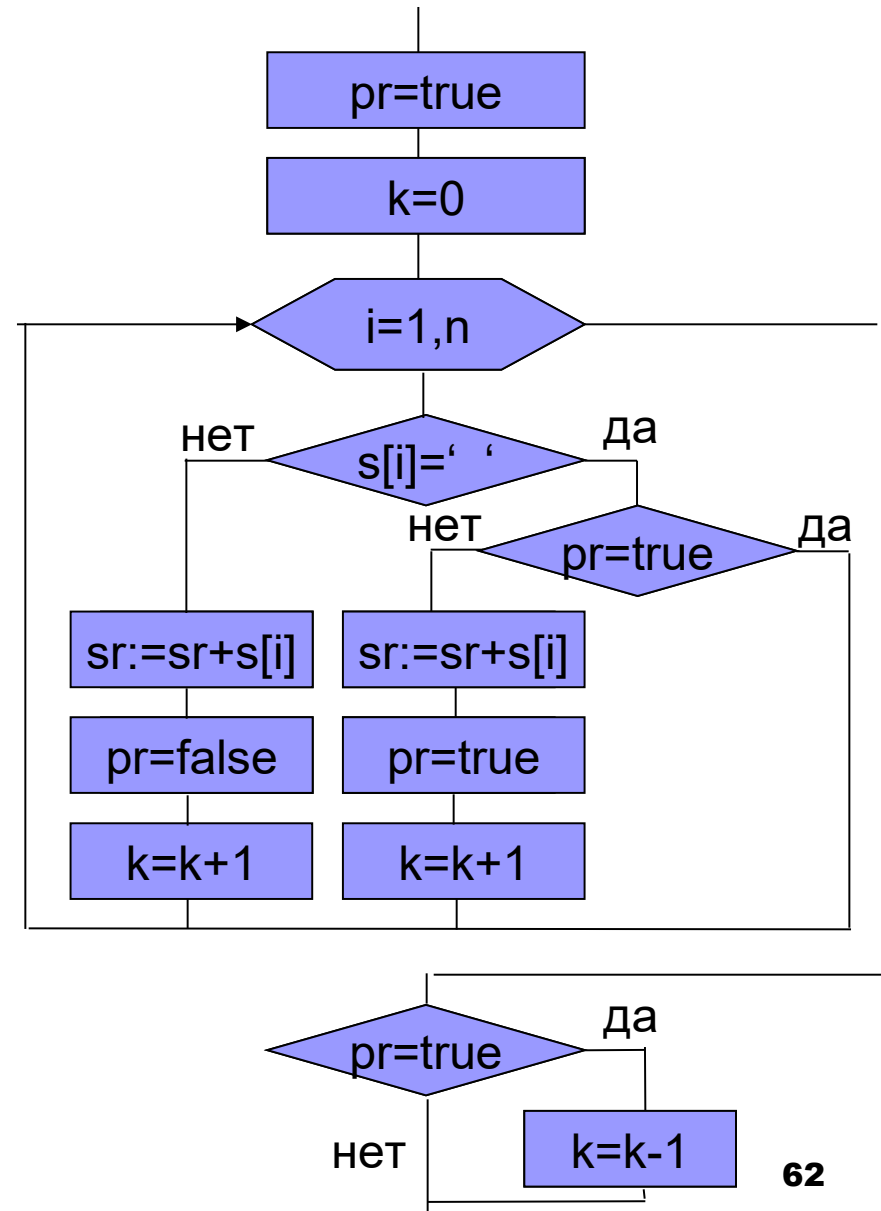 pr=true
k=0
i=1,n
нет
да
s[i]=‘ ‘
нет
да
pr=true
sr:=sr+s[i]
sr:=sr+s[i]
pr=false
pr=true
k=k+1
k=k+1
да
pr=true
нет
k=k-1
62